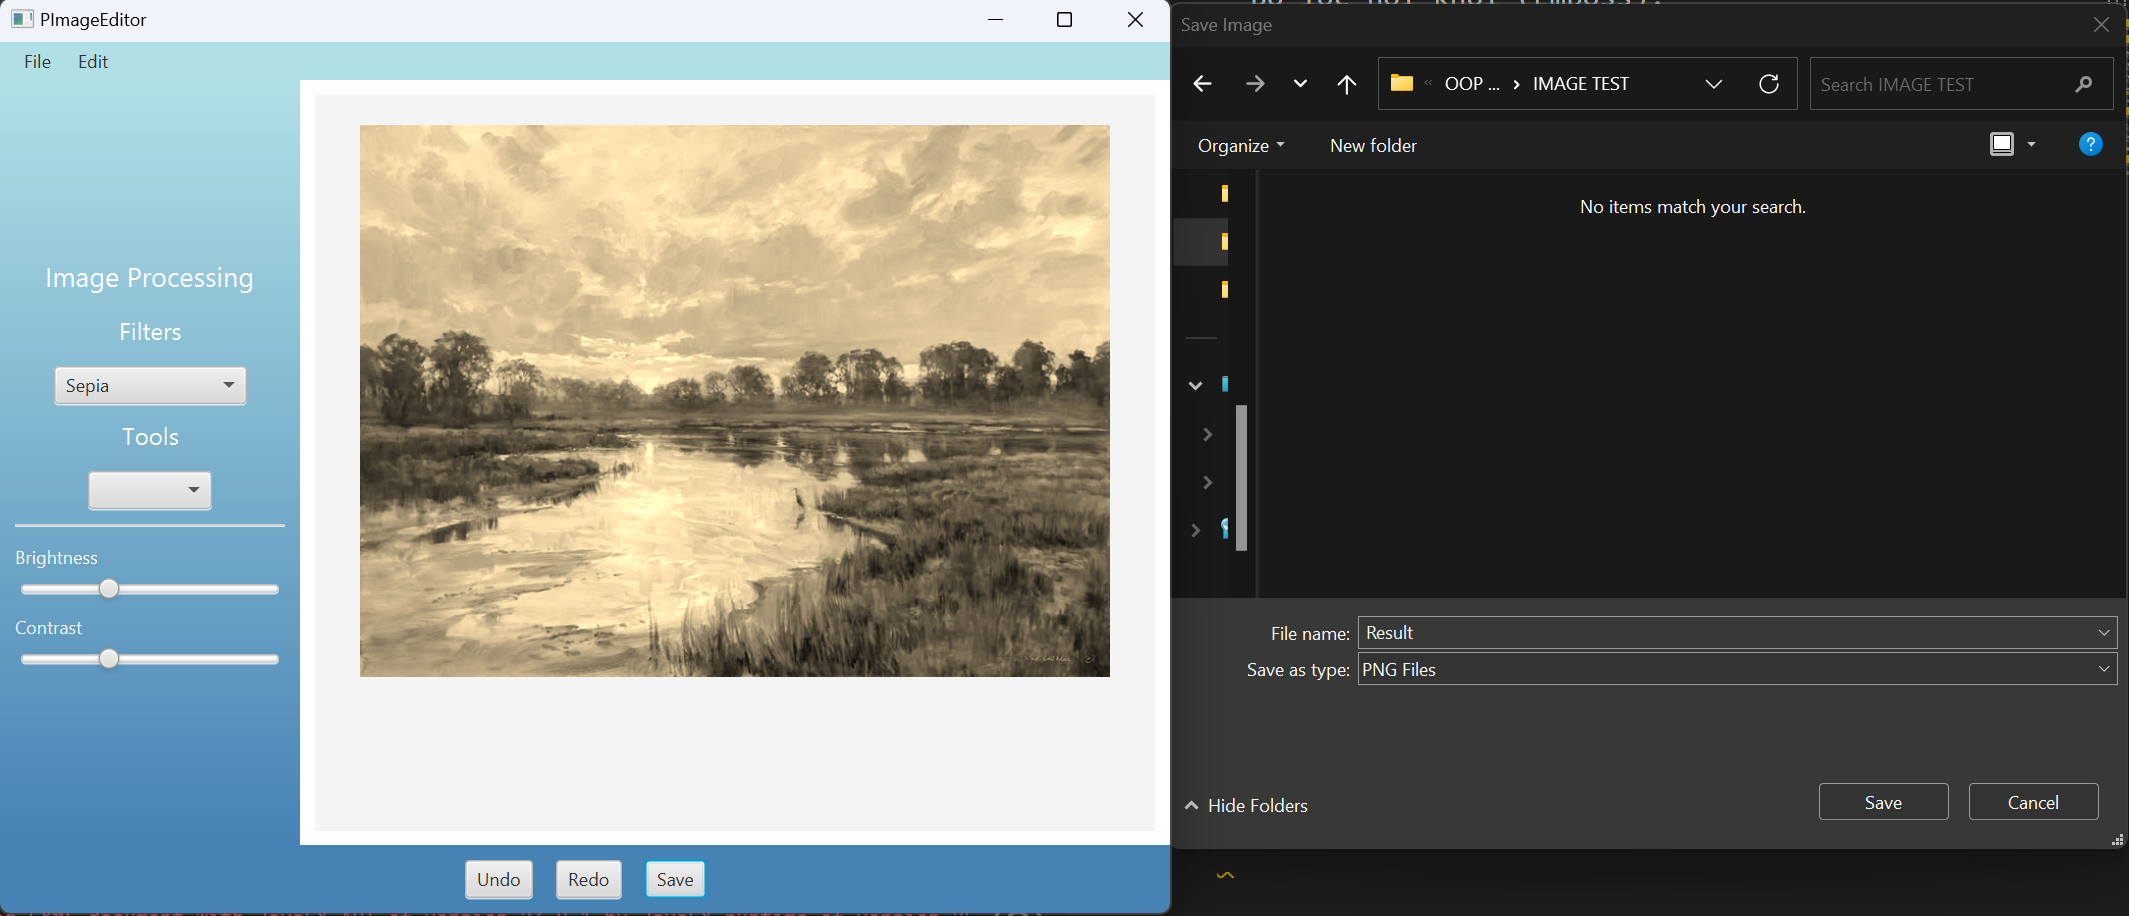 PImageEditor
File Edit
Image Processing
Filters
Sepia
Tools
Brightness
Contrast
Undo Redo Save
Save Image
« OOP ... › IMAGE TEST
Search IMAGE TEST
Organize New folder
No items match your search.
File name: Result
Save as type: PNG Files
Hide Folders
Save Cancel